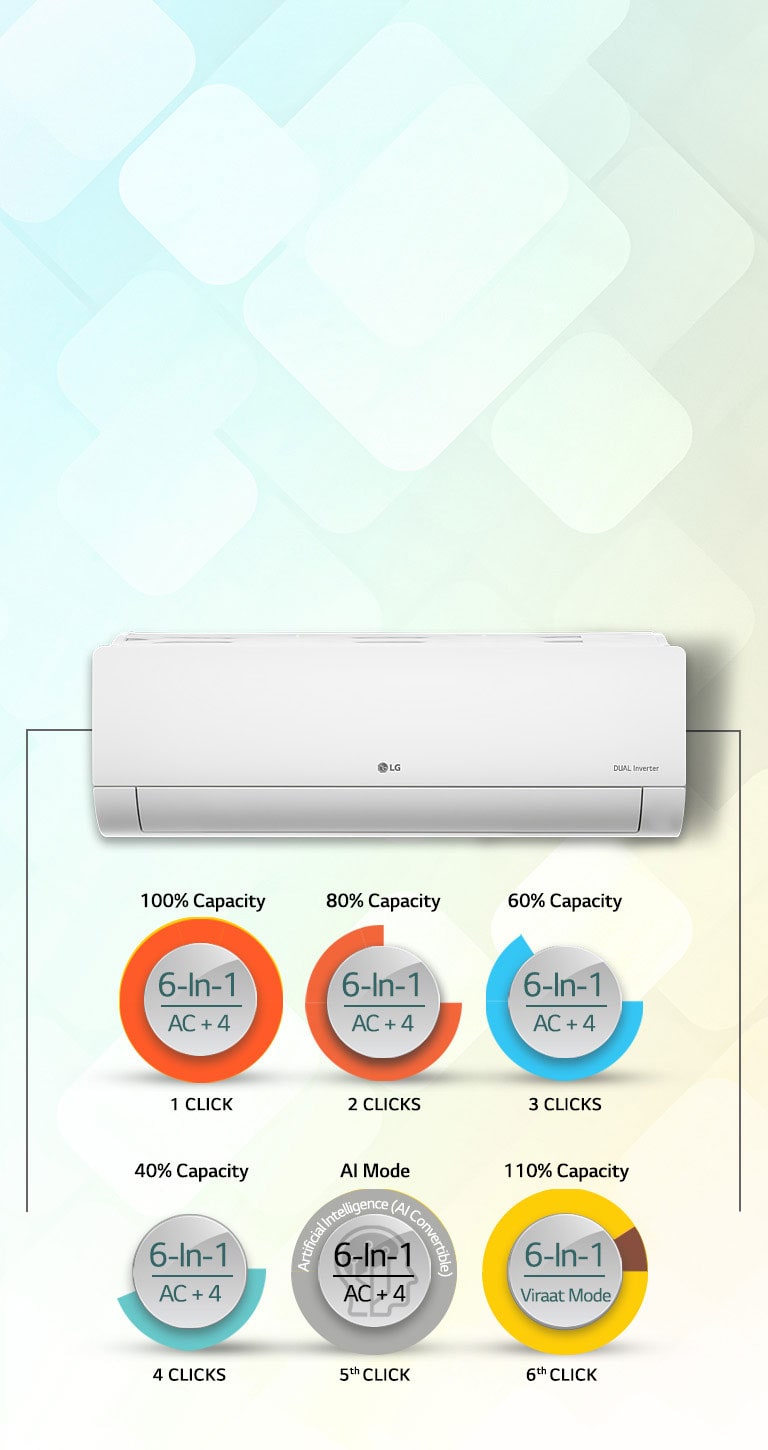 LG
DUAL Inverter
100% Capacity
80% Capacity
60% Capacity
6-In-1
AC + 4
6-In-1
AC + 4
6-In-1
AC + 4
1 CLICK
2 CLICKS
3 CLICKS
40% Capacity
AI Mode
110% Capacity
6-In-1
AC + 4
Artificial Intelligence (AI Convertible)
6-In-1
AC + 4
6-In-1
Viraat Mode
4 CLICKS
5th CLICK
6th CLICK